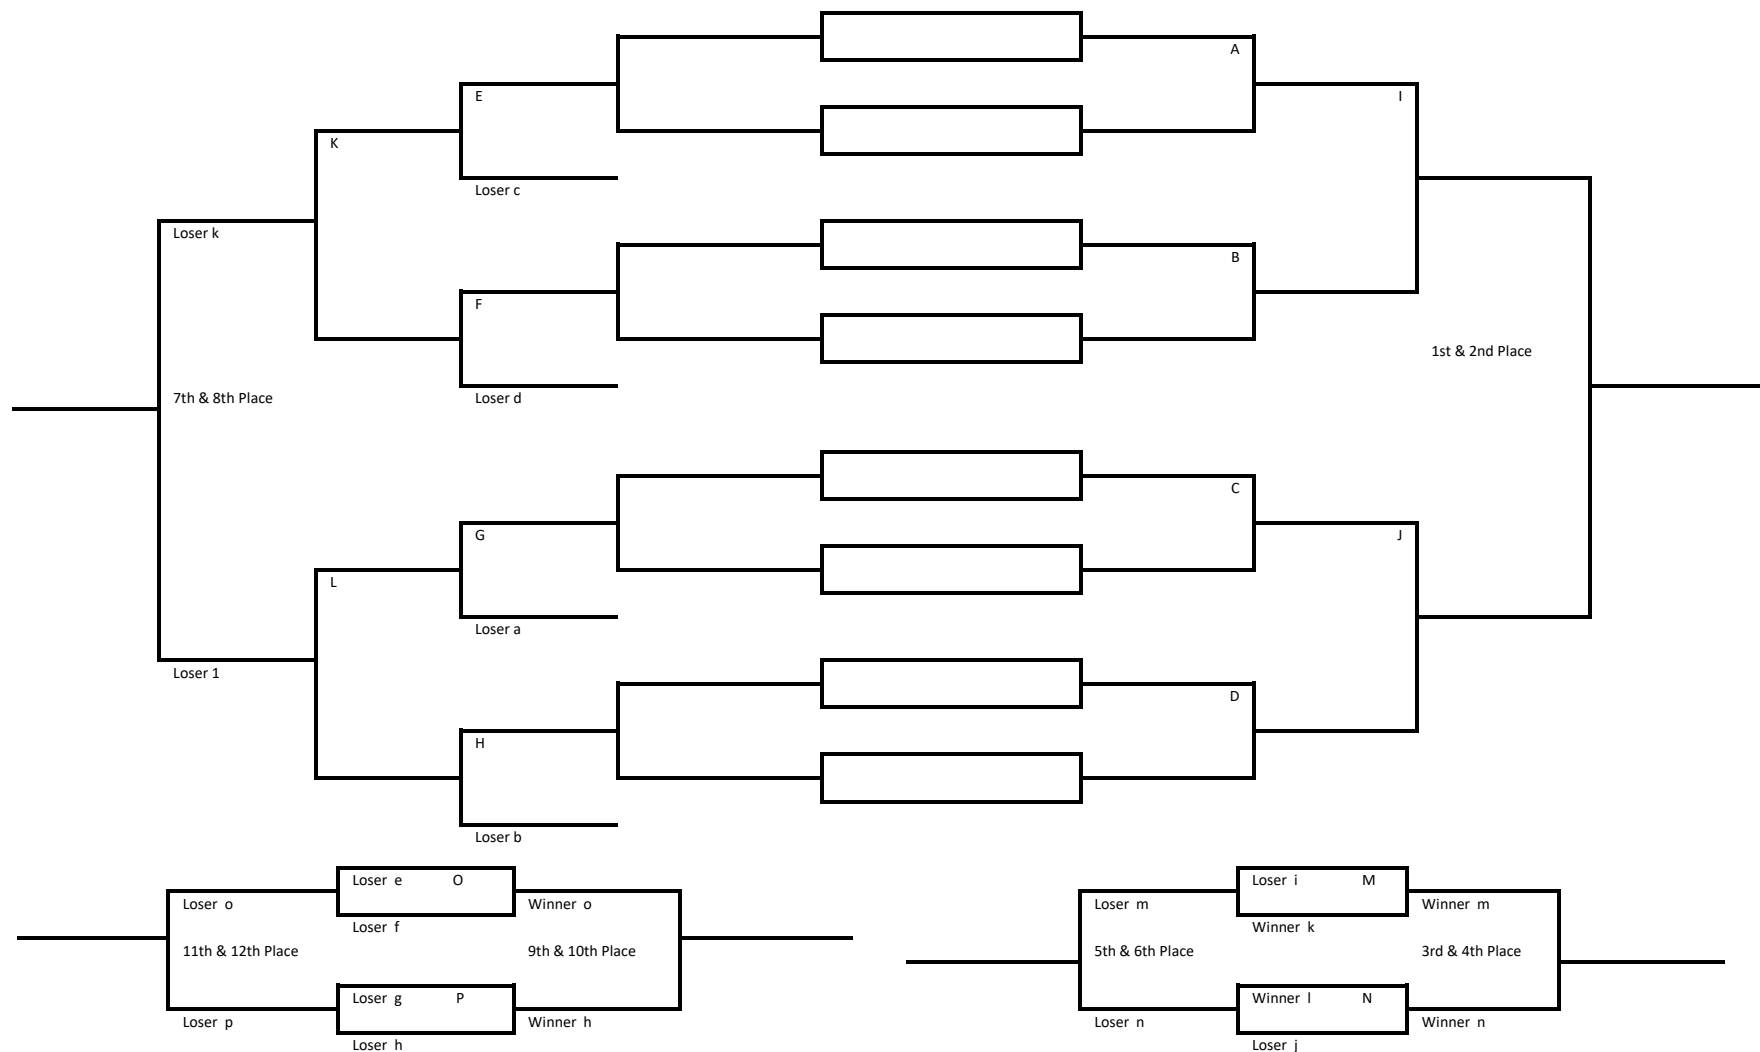 A
E
I
K
Loser c
Loser k
B
F
1st & 2nd Place
7th & 8th Place
Loser d
C
G
J
L
Loser a
Loser 1
D
H
Loser b
Loser e O
Loser i M
Loser o
Winner o
Loser m
Winner m
Loser f
Winner k
11th & 12th Place
9th & 10th Place
5th & 6th Place
3rd & 4th Place
Loser g P
Winner l N
Loser p
Winner h
Loser n
Winner n
Loser h
Loser j